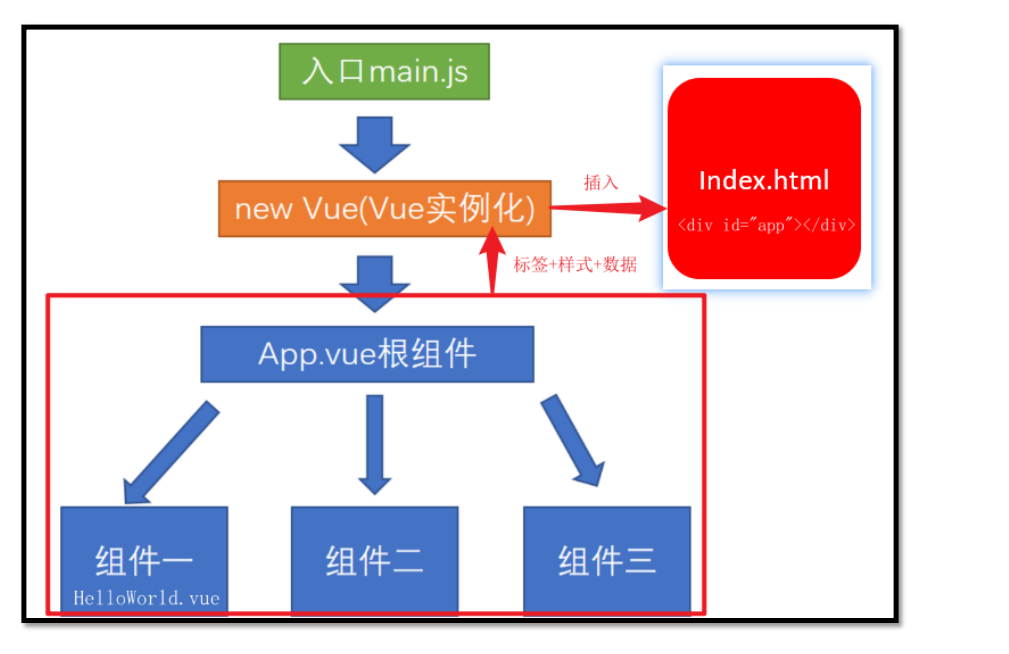 入口main.js
new Vue(Vue实例化)
插入
Index.html
<div id="app"></div>
标签+样式+数据
App.vue根组件
组件一
HelloWorld.vue
组件二
组件三